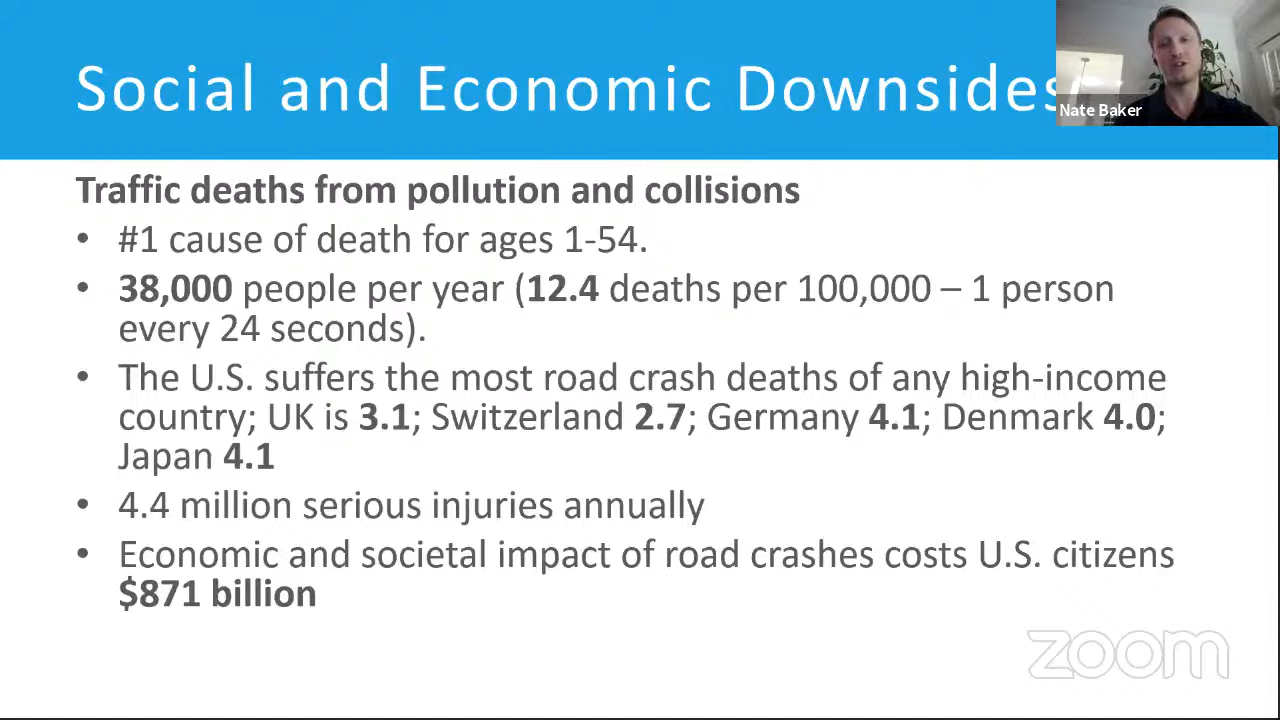 Social and Economic Downsides
Nate Baker
Traffic deaths from pollution and collisions
• #1 cause of death for ages 1-54.
• 38,000 people per year (12.4 deaths per 100,000 – 1 person
every 24 seconds).
• The U.S. suffers the most road crash deaths of any high-income
country; UK is 3.1; Switzerland 2.7; Germany 4.1; Denmark 4.0;
Japan 4.1
• 4.4 million serious injuries annually
• Economic and societal impact of road crashes costs U.S. citizens
$871 billion
zoom